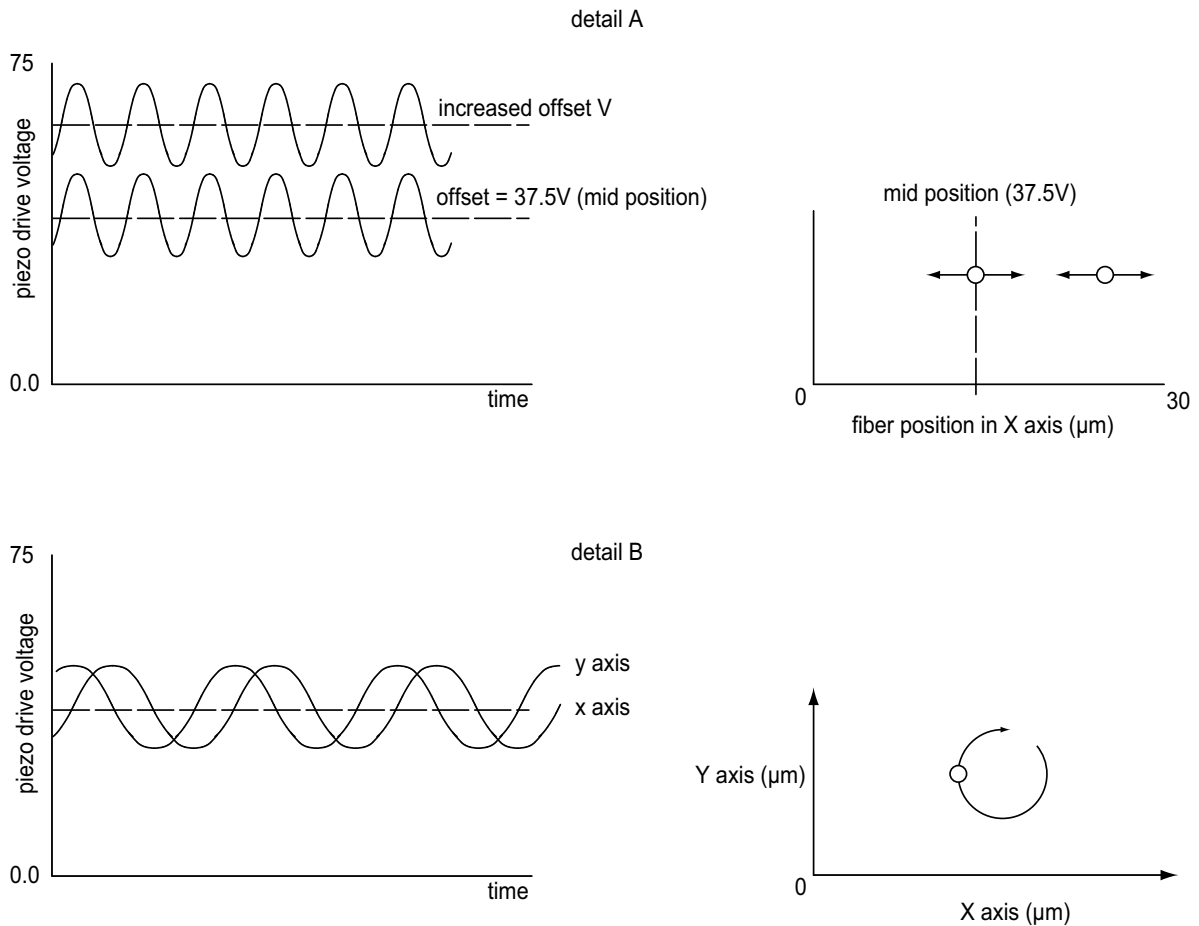 detail A
75
piezo drive voltage
increased offset V
offset = 37.5V (mid position)
0.0
time
mid position (37.5V)
0
30
fiber position in X axis (µm)
detail B
75
piezo drive voltage
y axis
x axis
0.0
time
Y axis (µm)
0
X axis (µm)